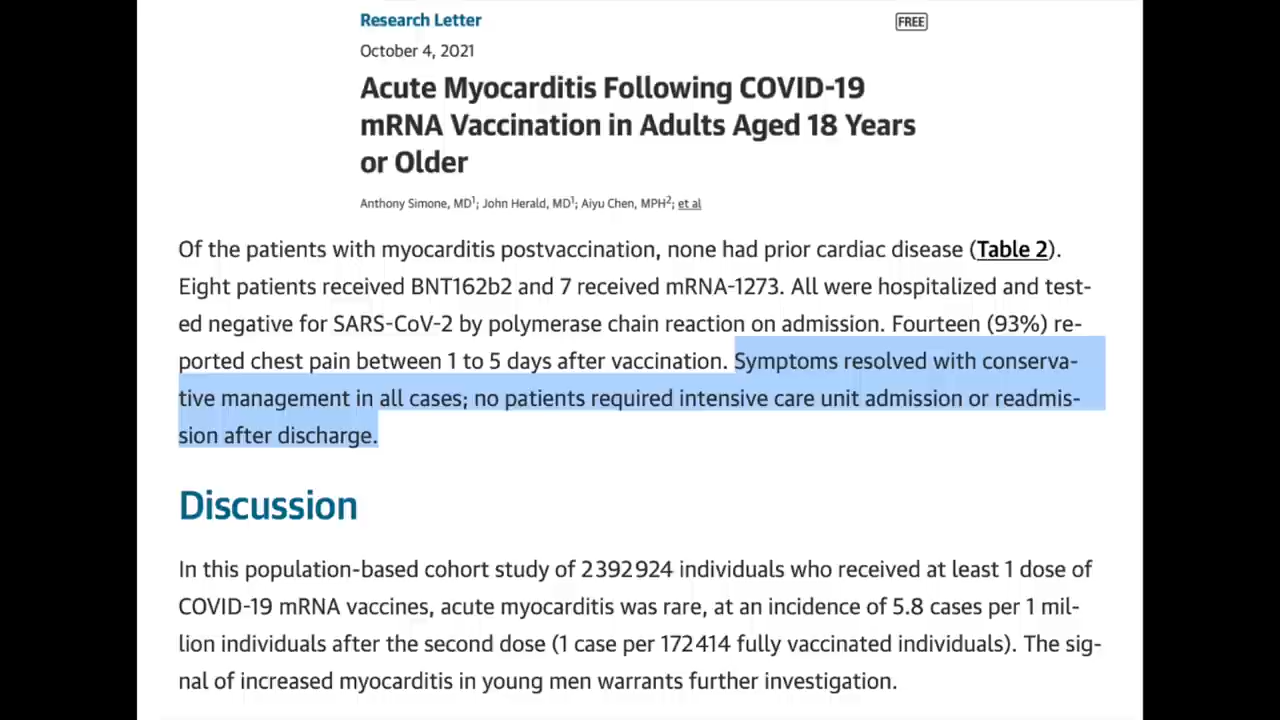 Research Letter
FREE
October 4, 2021
Acute Myocarditis Following COVID-19
mRNA Vaccination in Adults Aged 18 Years
or Older
Anthony Simone, MD1; John Herald, MD1; Aiyu Chen, MPH2; et al
Of the patients with myocarditis postvaccination, none had prior cardiac disease (Table 2).
Eight patients received BNT162b2 and 7 received mRNA-1273. All were hospitalized and test-
ed negative for SARS-CoV-2 by polymerase chain reaction on admission. Fourteen (93%) re-
ported chest pain between 1 to 5 days after vaccination. Symptoms resolved with conserva-
tive management in all cases; no patients required intensive care unit admission or readmis-
sion after discharge.
Discussion
In this population-based cohort study of 2392924 individuals who received at least 1 dose of
COVID-19 mRNA vaccines, acute myocarditis was rare, at an incidence of 5.8 cases per 1 mil-
lion individuals after the second dose (1 case per 172414 fully vaccinated individuals). The sig-
nal of increased myocarditis in young men warrants further investigation.